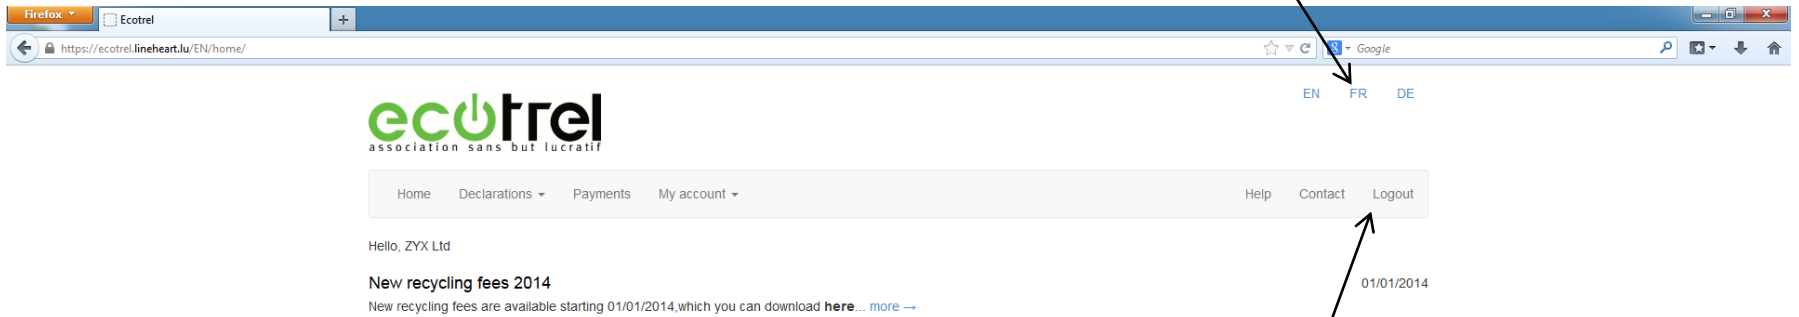 Firefox
Ecotrel
https://ecotrel.lineheart.lu/EN/home/
Google
EN FR DE
ecotrel
association sans but lucratif
Home Declarations Payments My account Help Contact Logout
Hello, ZYX Ltd
New recycling fees 2014 01/01/2014
New recycling fees are available starting 01/01/2014,which you can download here... more →